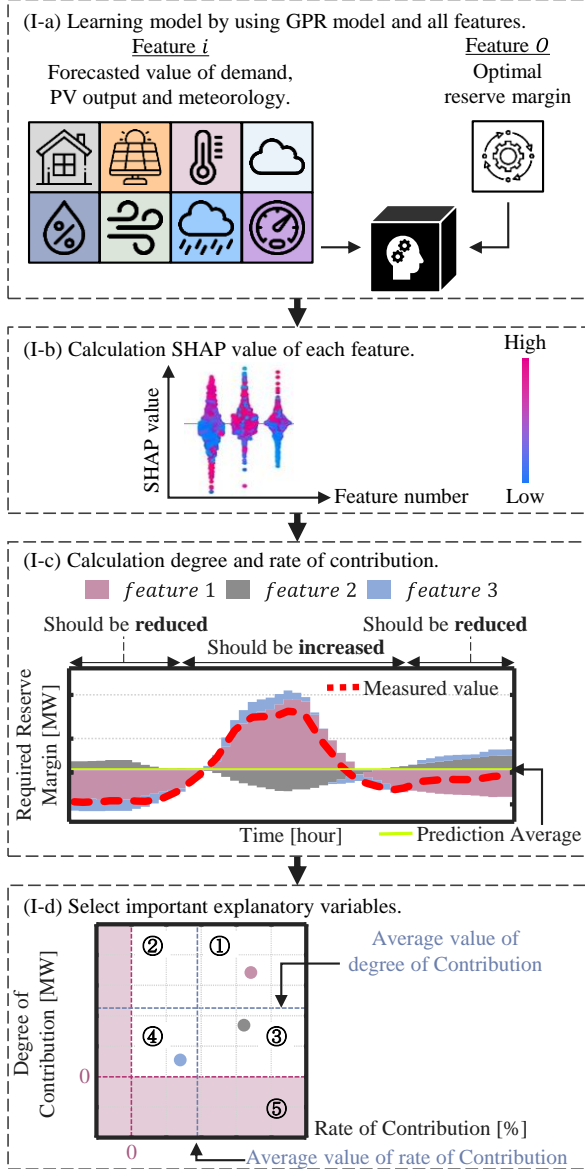 (I-a) Learning model by using GPR model and all features.
Feature i
Forecasted value of demand,
PV output and meteorology.
Feature O
Optimal
reserve margin
%
(I-b) Calculation SHAP value of each feature.
High
SHAP value
Feature number
Low
(I-c) Calculation degree and rate of contribution.
feature 1
feature 2
feature 3
Should be reduced
Should be increased
Should be reduced
Required Reserve
Margin [MW]
Measured value
Time [hour]
Prediction Average
(I-d) Select important explanatory variables.
② ①
Average value of
degree of Contribution
Degree of
Contribution [MW]
④ ③
0
⑤
Rate of Contribution [%]
0
Average value of rate of Contribution